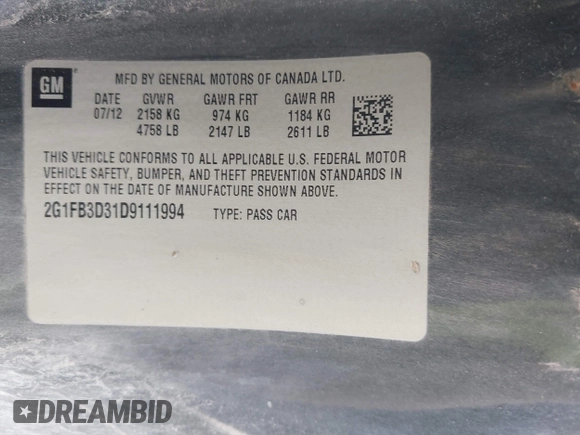 GM
MFD BY GENERAL MOTORS OF CANADA LTD.
DATE GVWR GAWR FRT GAWR RR
07/12 2158 KG 974 KG 1184 KG
4758 LB 2147 LB 2611 LB
THIS VEHICLE CONFORMS TO ALL APPLICABLE U.S. FEDERAL MOTOR
VEHICLE SAFETY, BUMPER, AND THEFT PREVENTION STANDARDS IN
EFFECT ON THE DATE OF MANUFACTURE SHOWN ABOVE.
2G1FB3D31D9111994 TYPE: PASS CAR
DREAMBID